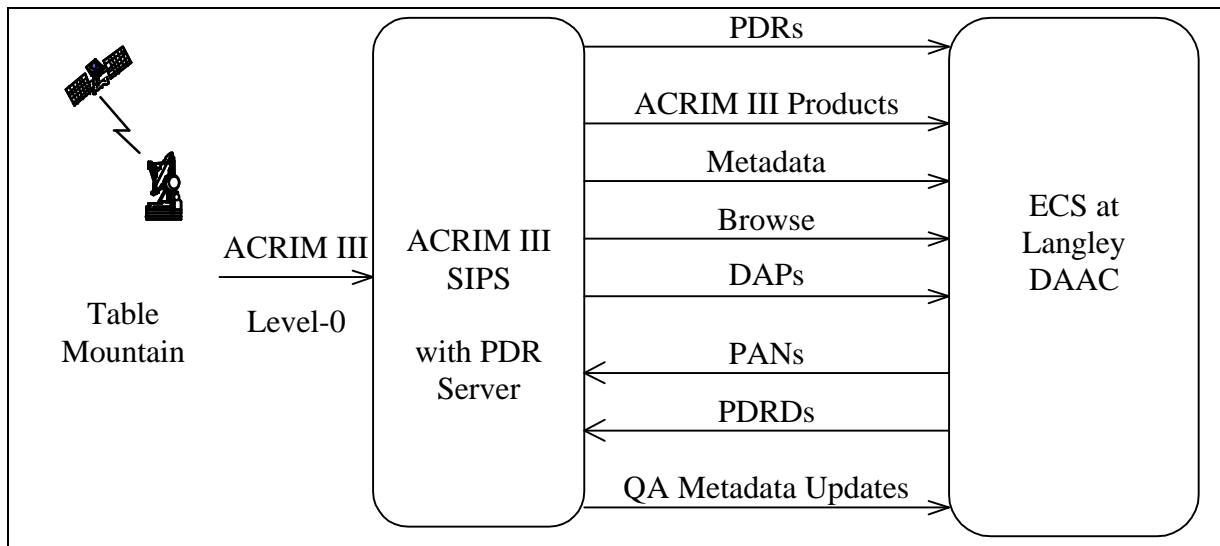 Table
Mountain
ACRIM III
Level-0
ACRIM III
SIPS
with PDR
Server
PDRs
ACRIM III Products
Metadata
Browse
DAPs
PANs
PDRDs
QA Metadata Updates
ECS at
Langley
DAAC